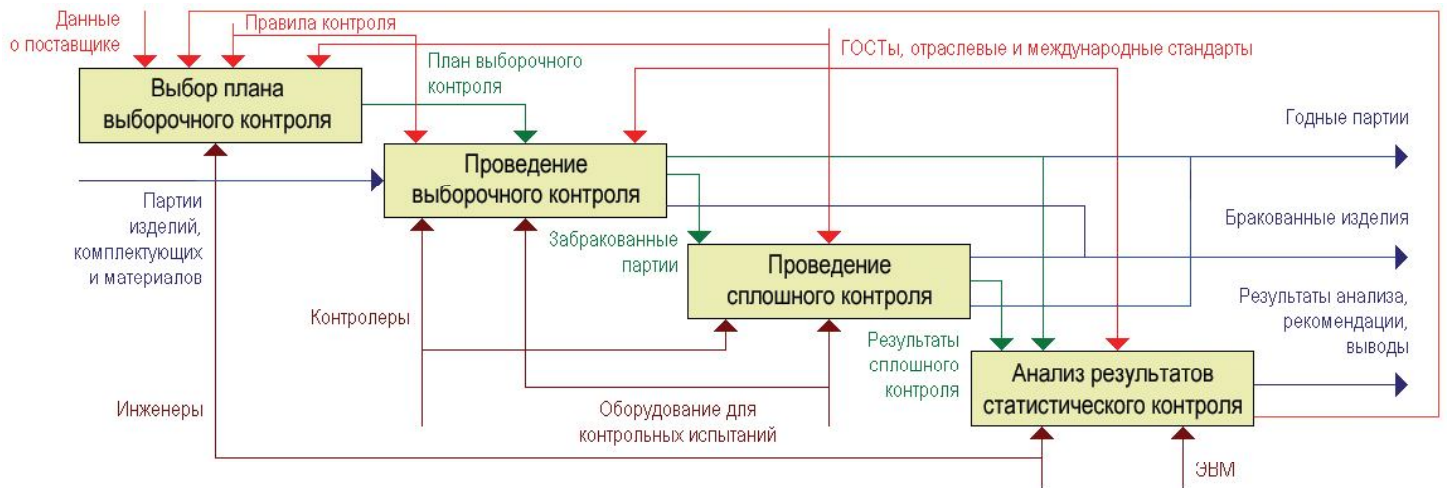 Данные
о поставщике
Правила контроля
ГОСТы, отраслевые и международные стандарты
План выборочного
контроля
Выбор плана
выборочного контроля
Годные партии
Проведение
выборочного контроля
Партии
изделий,
комплектующих
и материалов
Забракованные
партии
Бракованные изделия
Проведение
сплошного контроля
Контролеры
Результаты анализа,
рекомендации,
выводы
Результаты
сплошного
контроля
Анализ результатов
статистического контроля
Инженеры
Оборудование для
контрольных испытаний
ЭВМ